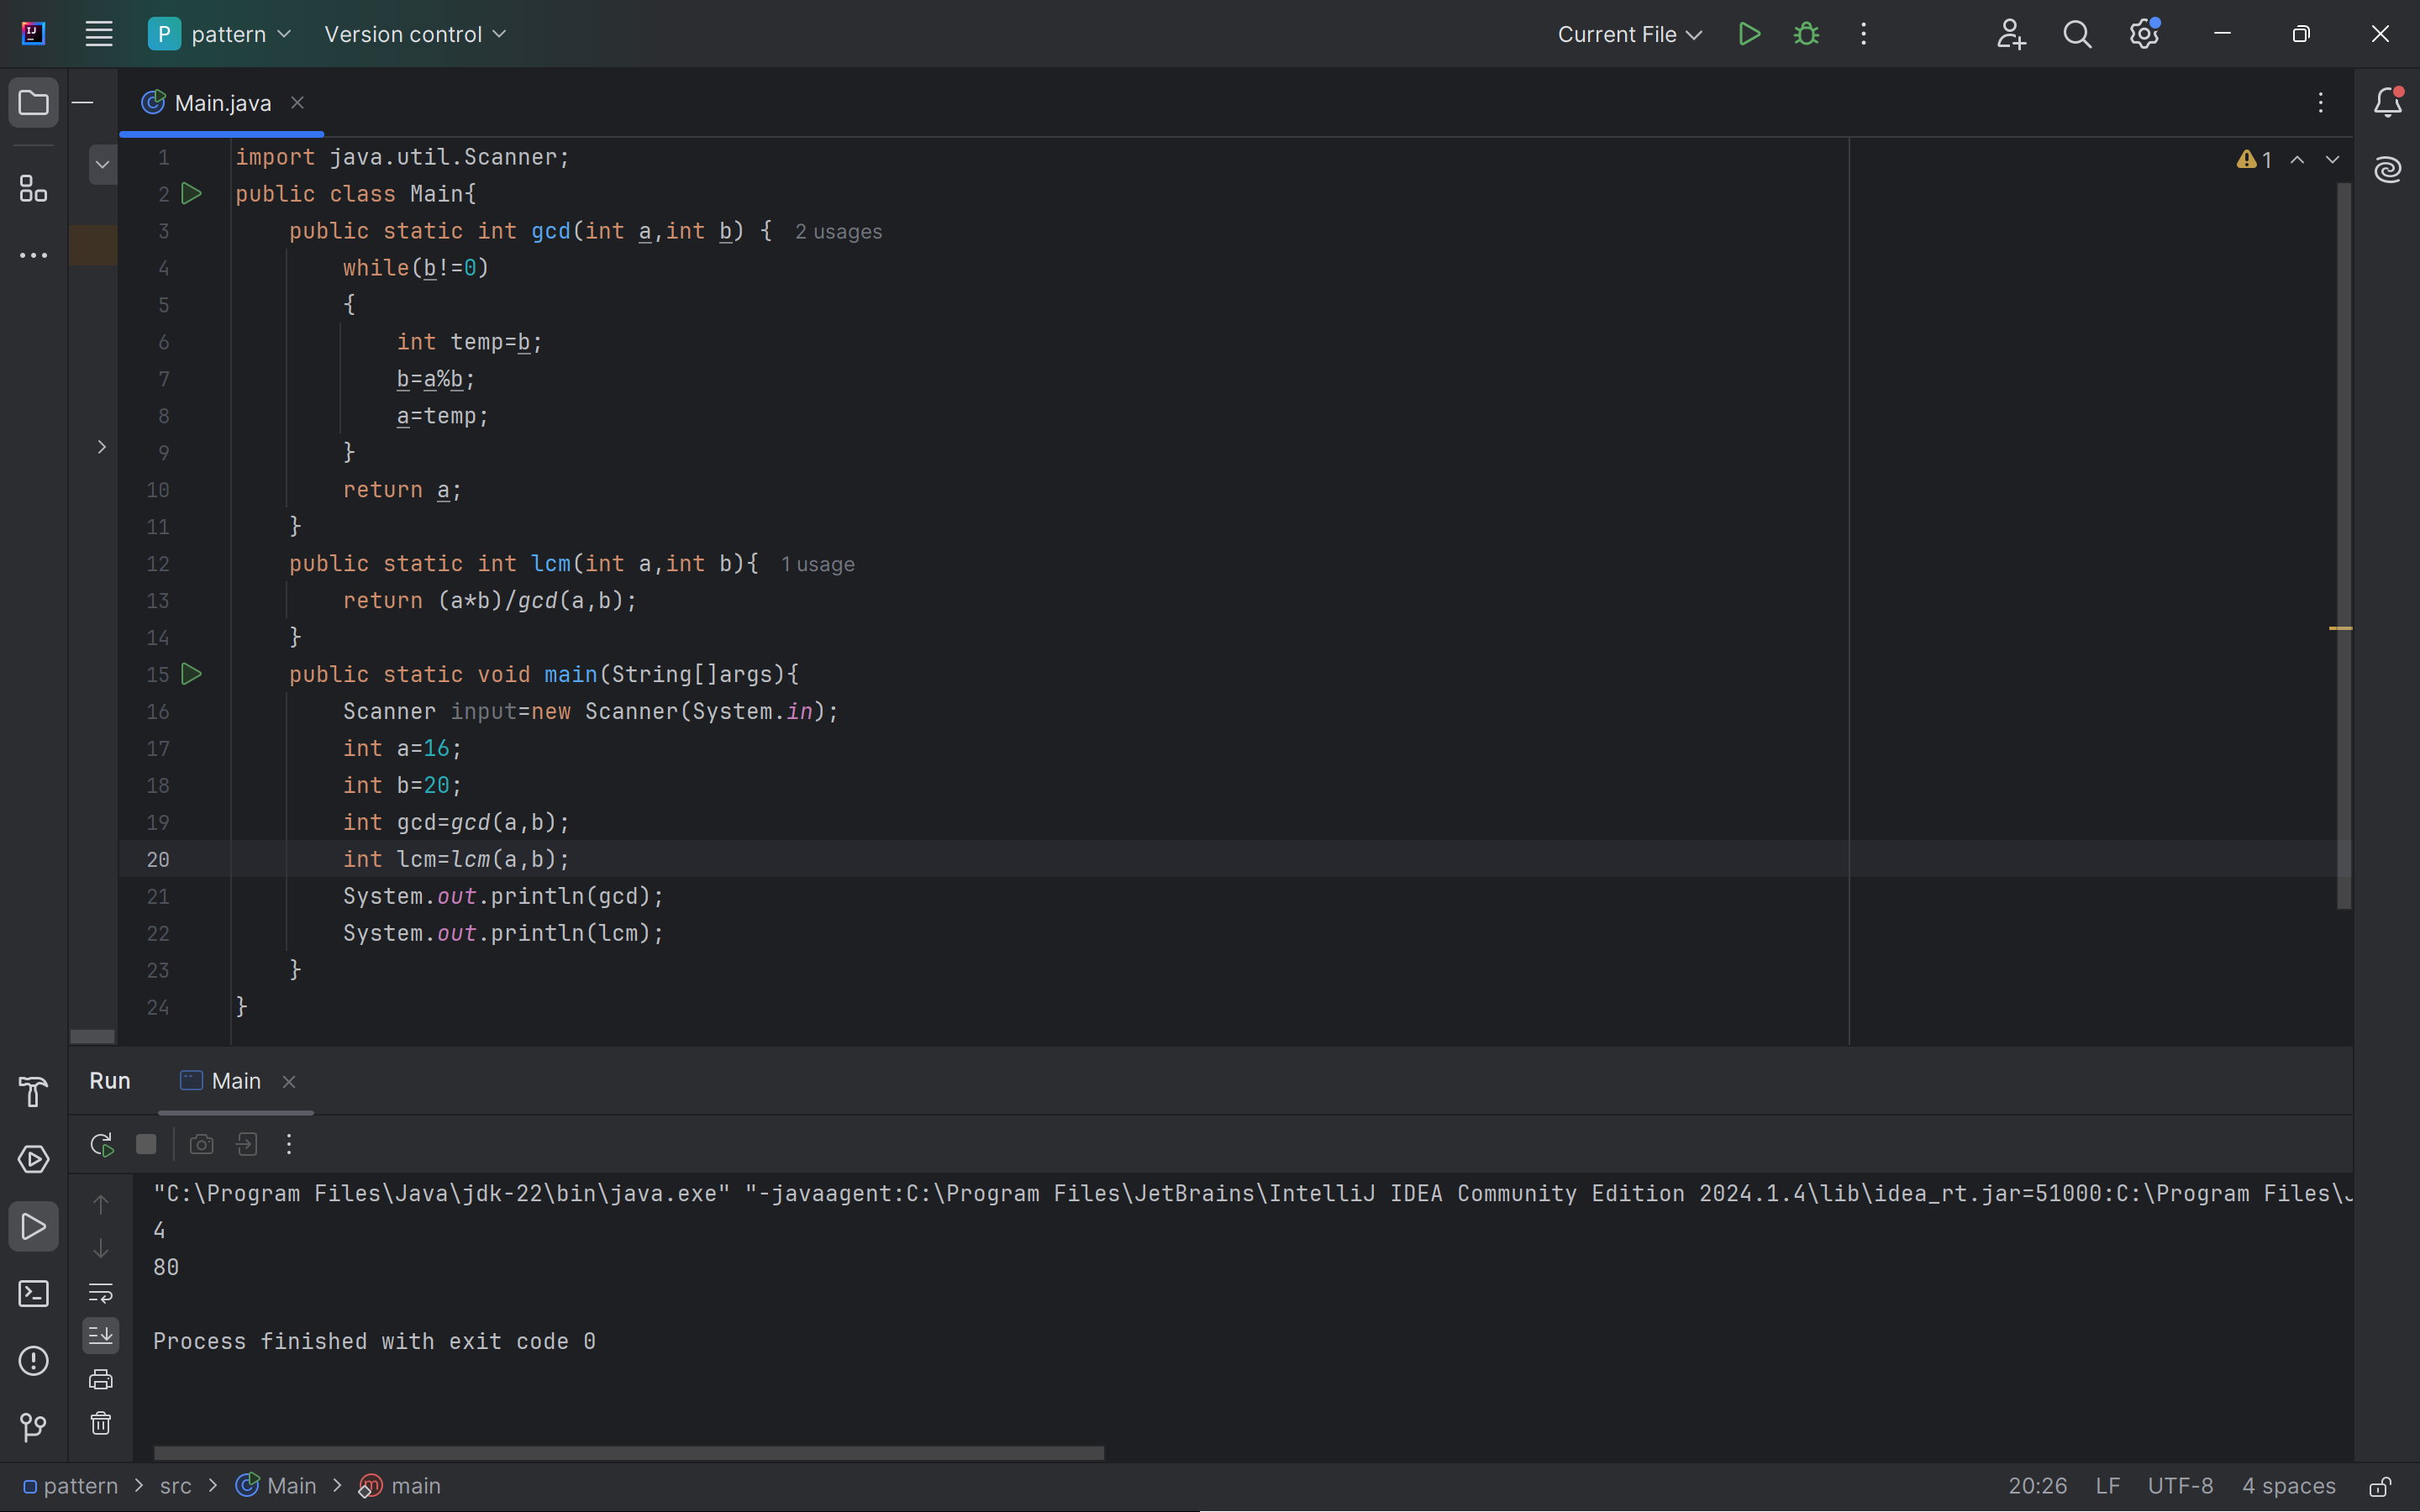 P pattern Version control Current File
Main.java
1 import java.util.Scanner; 1
2 public class Main{
3 public static int gcd(int a,int b) { 2 usages
4 while(b!=0)
5 {
6 int temp=b;
7 b=a%b;
8 a=temp;
9 }
10 return a;
11 }
12 public static int lcm(int a,int b){ 1 usage
13 return (a*b)/gcd(a,b);
14 }
15 public static void main(String[]args){
16 Scanner input=new Scanner(System.in);
17 int a=16;
18 int b=20;
19 int gcd=gcd(a,b);
20 int lcm=lcm(a,b);
21 System.out.println(gcd);
22 System.out.println(lcm);
23 }
24 }
Run Main
"C:\Program Files\Java\jdk-22\bin\java.exe" "-javaagent:C:\Program Files\JetBrains\IntelliJ IDEA Community Edition 2024.1.4\lib\idea_rt.jar=51000:C:\Program Files\
4
80
Process finished with exit code 0
pattern > src > Main > main 20:26 LF UTF-8 4 spaces